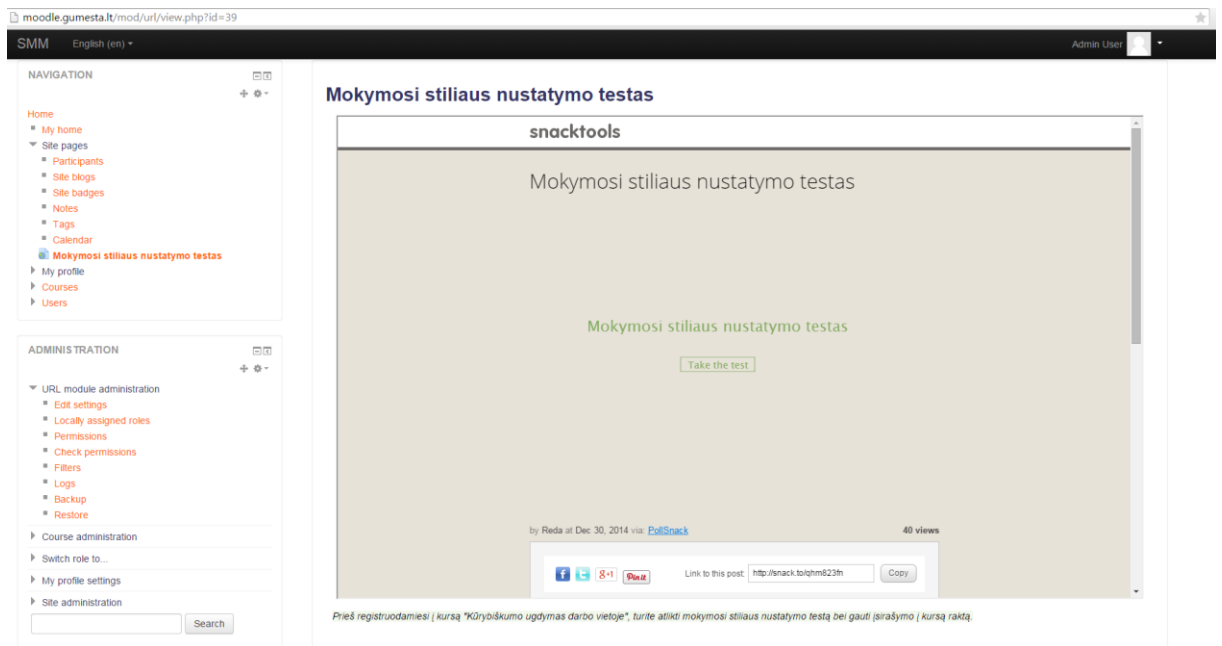 moodle.gumesta.lt/mod/url/view.php?id=39
SMM English (en)
Admin User
NAVIGATION
Home
My home
Site pages
Participants
Site blogs
Site badges
Notes
Tags
Calendar
Mokymosi stiliaus nustatymo testas
My profile
Courses
Users
ADMINISTRATION
URL module administration
Edit settings
Locally assigned roles
Permissions
Check permissions
Filters
Logs
Backup
Restore
Course administration
Switch role to...
My profile settings
Site administration
Search
Mokymosi stiliaus nustatymo testas
snacktools
Mokymosi stiliaus nustatymo testas
Mokymosi stiliaus nustatymo testas
Take the test
by Reda at Dec 30, 2014 via: PollSnack 40 views
f t g+1 Pin it Link to this post: http://snack.to/qhm823fn Copy
Prieš registruodamiesi į kursą "Kūrybiškumo ugdymas darbo vietoje", turite atlikti mokymosi stiliaus nustatymo testą bei gauti įsirašymo į kursą raktą.